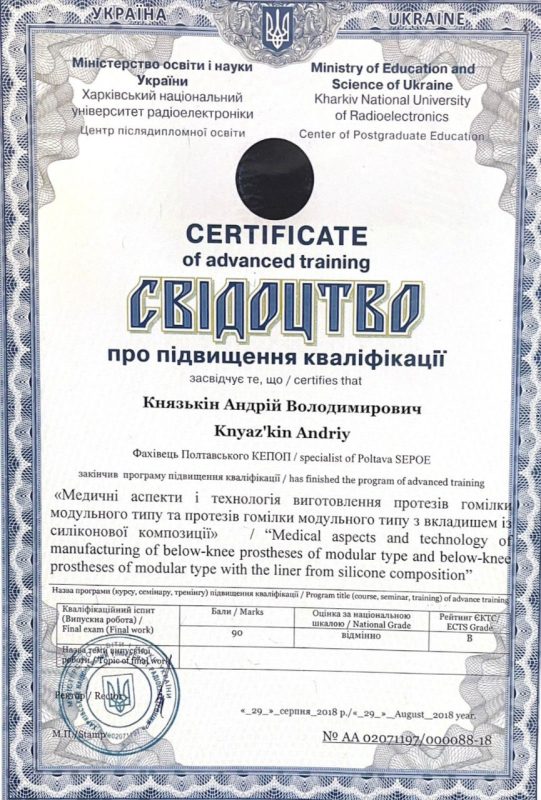 УКРАЇНА
UKRAINE
Міністерство освіти і науки
України
Харківський національний
університет радіоелектроніки
Центр післядипломної освіти
Ministry of Education and
Science of Ukraine
Kharkiv National University
of Radioelectronics
Center of Postgraduate Education
CERTIFICATE
of advanced training
СВІДОЦТВО
про підвищення кваліфікації
засвідчує те, що / certifies that
Князькін Андрій Володимирович
Knyaz'kin Andriy
Фахівець Полтавського КЕПОП / specialist of Poltava SEPOE
закінчив програму підвищення кваліфікації / has finished the program of advanced training
«Медичні аспекти і технологія виготовлення протезів гомілки
модульного типу та протезів гомілки модульного типу з вкладишем із
силіконової композиції» / “Medical aspects and technology of
manufacturing of below-knee prostheses of modular type and below-knee
prostheses of modular type with the liner from silicone composition”
Назва програми (курсу, семінару, тренінгу) підвищення кваліфікації / Program title (course, seminar, training) of advance training
Кваліфікаційний іспит
(Випускна робота) /
Final exam (Final work)
Бали / Marks
Оцінка за національною
шкалою / National Grade
Рейтинг ЄКТС/
ECTS Grade
90
відмінно
B
Назва теми випускної
роботи / Topic of final work
Ректор / Rector
«_29_»_серпня_2018 р./«_29_»__August__2018 year.
М.П./Stamp
№ АА 02071197/000088-18